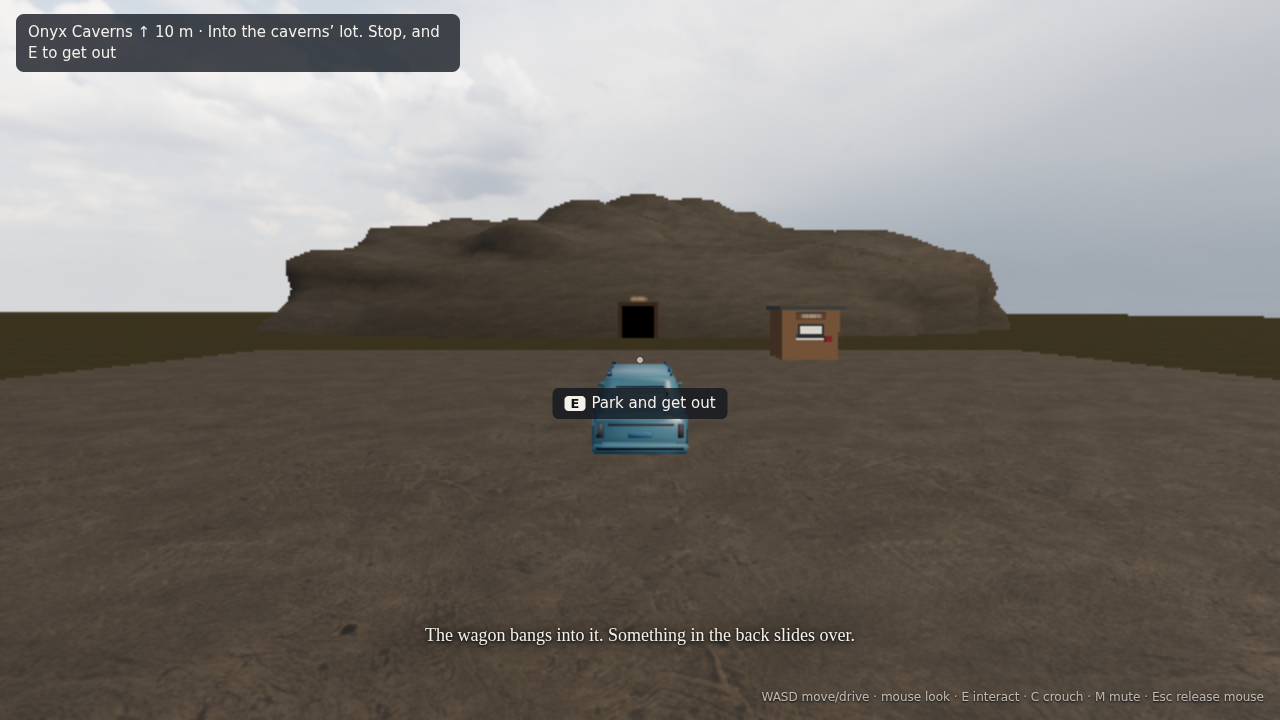 Onyx Caverns ↑ 10 m · Into the caverns’ lot. Stop, and
E to get out
E Park and get out
The wagon bangs into it. Something in the back slides over.
WASD move/drive · mouse look · E interact · C crouch · M mute · Esc release mouse